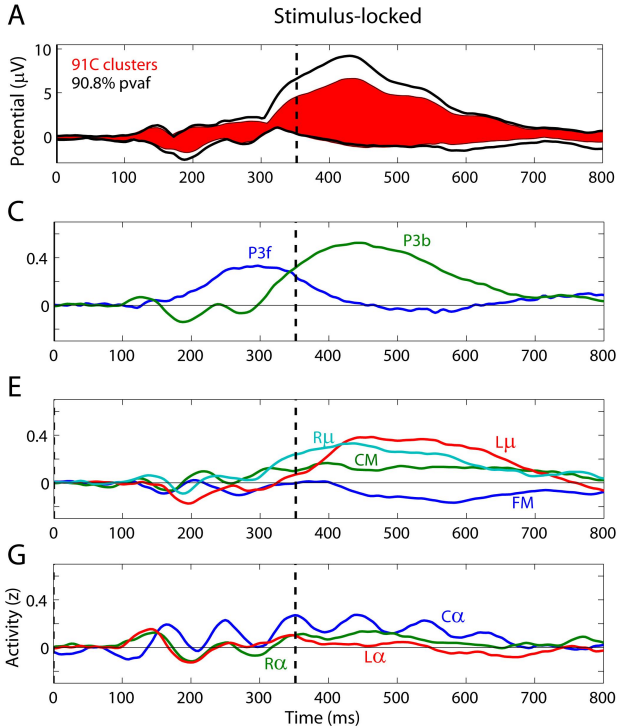 A
Stimulus-locked
10
5
0
Potential (μV)
91C clusters
90.8% pvaf
0 100 200 300 400 500 600 700 800
C
0.4
0
P3f
P3b
0 100 200 300 400 500 600 700 800
E
0.4
0
Rμ
Lμ
CM
FM
0 100 200 300 400 500 600 700 800
G
Activity (z)
0.4
0
Cα
Rα
Lα
0 100 200 300 400 500 600 700 800
Time (ms)